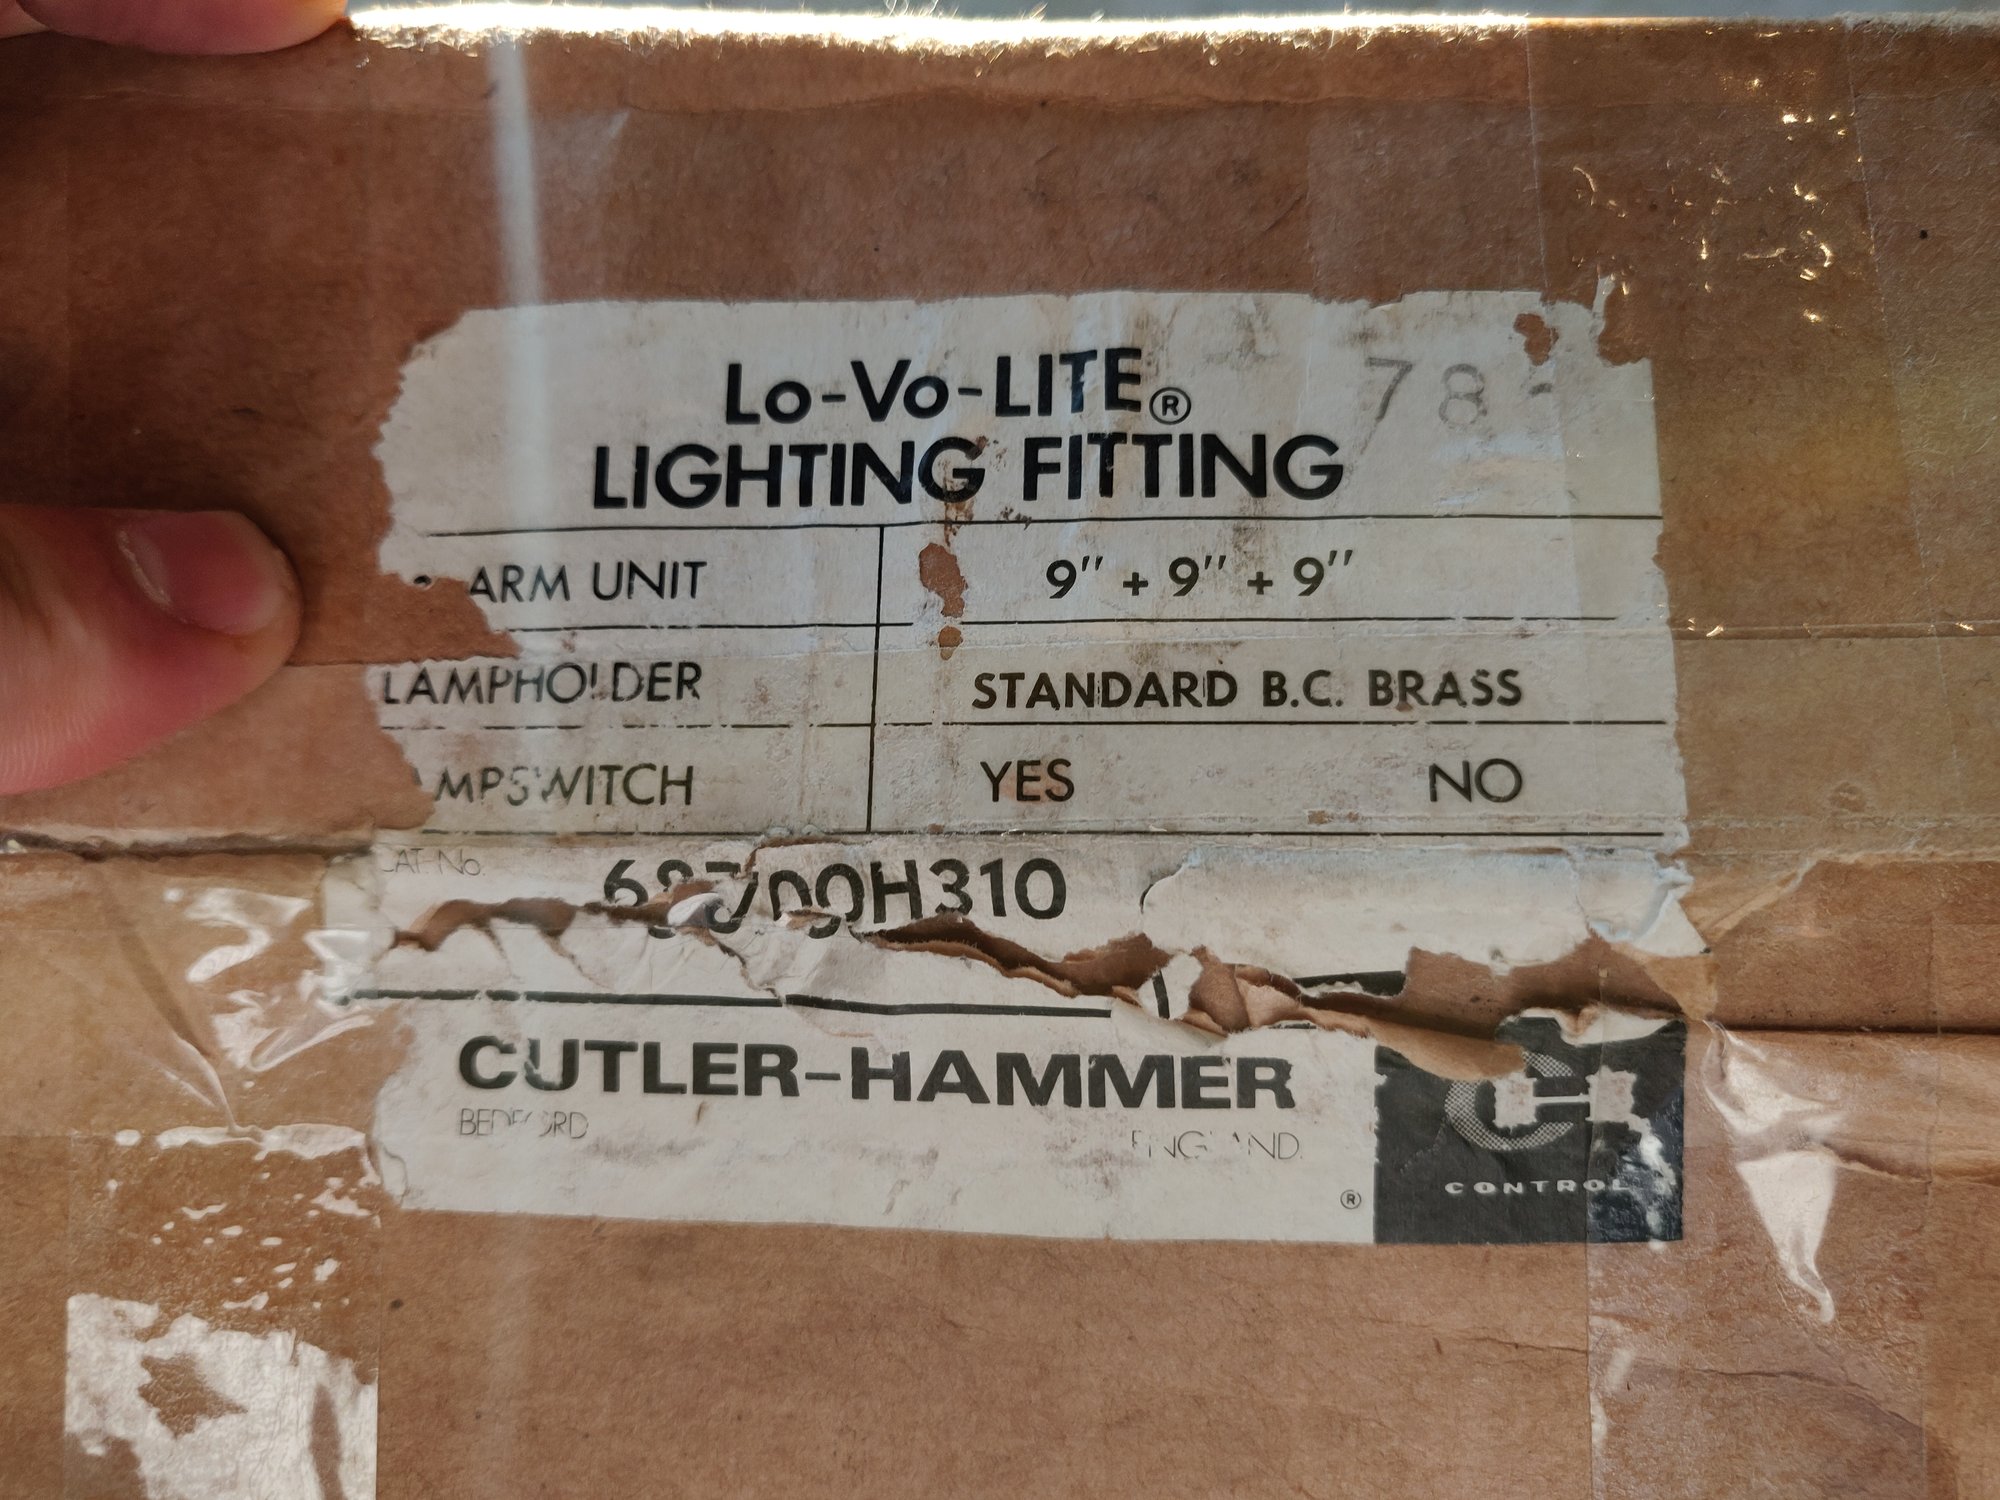 Lo-Vo-LITE®
78
LIGHTING FITTING
ARM UNIT 9" + 9" + 9"
LAMPHOLDER STANDARD B.C. BRASS
MPSWITCH YES NO
CAT. No. 68700H310
CUTLER-HAMMER
BEDFORD ENGLAND.
®
CONTROL